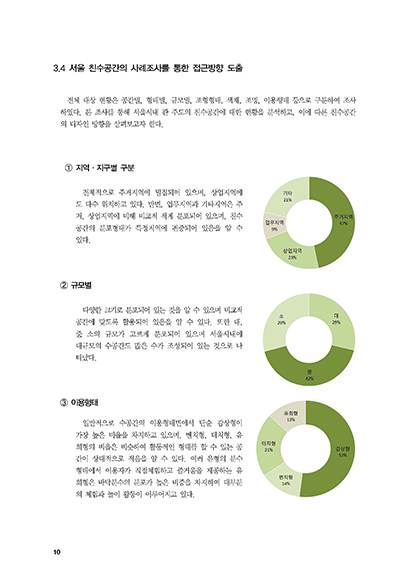 3.4 서울 친수공간의 사례조사를 통한 접근방향 도출
전체 대상 현황은 공간별, 형태별, 규모별, 조형형태, 색채, 조명, 이용형태 등으로 구분하여 조사
하였다. 본 조사를 통해 서울시내 관 주도의 친수공간에 대한 현황을 분석하고, 이에 따른 친수공간
의 디자인 방향을 살펴보고자 한다.
① 지역 · 지구별 구분
전체적으로 주거지역에 밀집되어 있으며, 상업지역에
도 다수 위치하고 있다. 반면, 업무지역과 기타지역은 주
거, 상업지역에 비해 비교적 적게 분포되어 있으며, 친수
공간의 분포형태가 특정지역에 편중되어 있음을 알 수
있다.
기타
21%
주거지역
47%
업무지역
9%
상업지역
23%
② 규모별
다양한 크기로 분포되어 있는 것을 알 수 있으며 비교적
공간에 맞도록 활용되어 있음을 알 수 있다. 또한 대,
중 소의 규모가 고르게 분포되어 있으며 서울시내에
대규모의 수공간도 많은 수가 조성되어 있는 것으로 나
타났다.
소
29%
대
29%
중
42%
③ 이용형태
일반적으로 수공간의 이용형태면에서 단순 감상형이
가장 높은 비율을 차지하고 있으며, 벤치형, 터치형, 유
희형의 비율은 비슷하여 활동적인 형태를 할 수 있는 공
간이 상대적으로 적음을 알 수 있다. 여러 유형의 분수
형태에서 이용자가 직접체험하고 즐거움을 제공하는 유
희형은 바닥분수의 분포가 높은 비중을 차지하여 대부분
의 체험과 놀이 활동이 이루어지고 있다.
유희형
13%
터치형
21%
감상형
52%
벤치형
14%
10